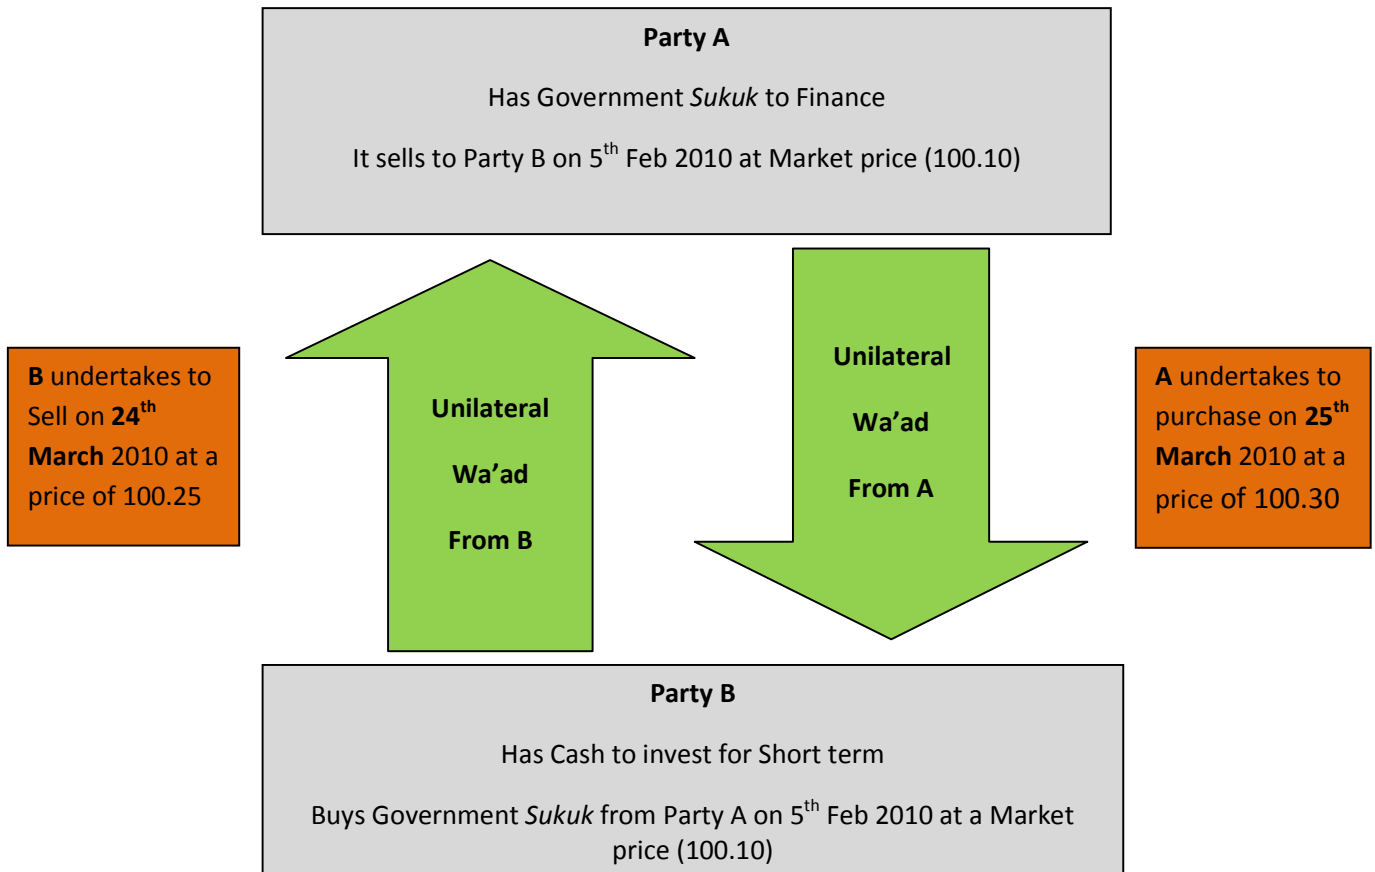 Party A
Has Government Sukuk to Finance
It sells to Party B on 5th Feb 2010 at Market price (100.10)
B undertakes to
Sell on 24th
March 2010 at a
price of 100.25
Unilateral
Wa’ad
From B
Unilateral
Wa’ad
From A
A undertakes to
purchase on 25th
March 2010 at a
price of 100.30
Party B
Has Cash to invest for Short term
Buys Government Sukuk from Party A on 5th Feb 2010 at a Market
price (100.10)